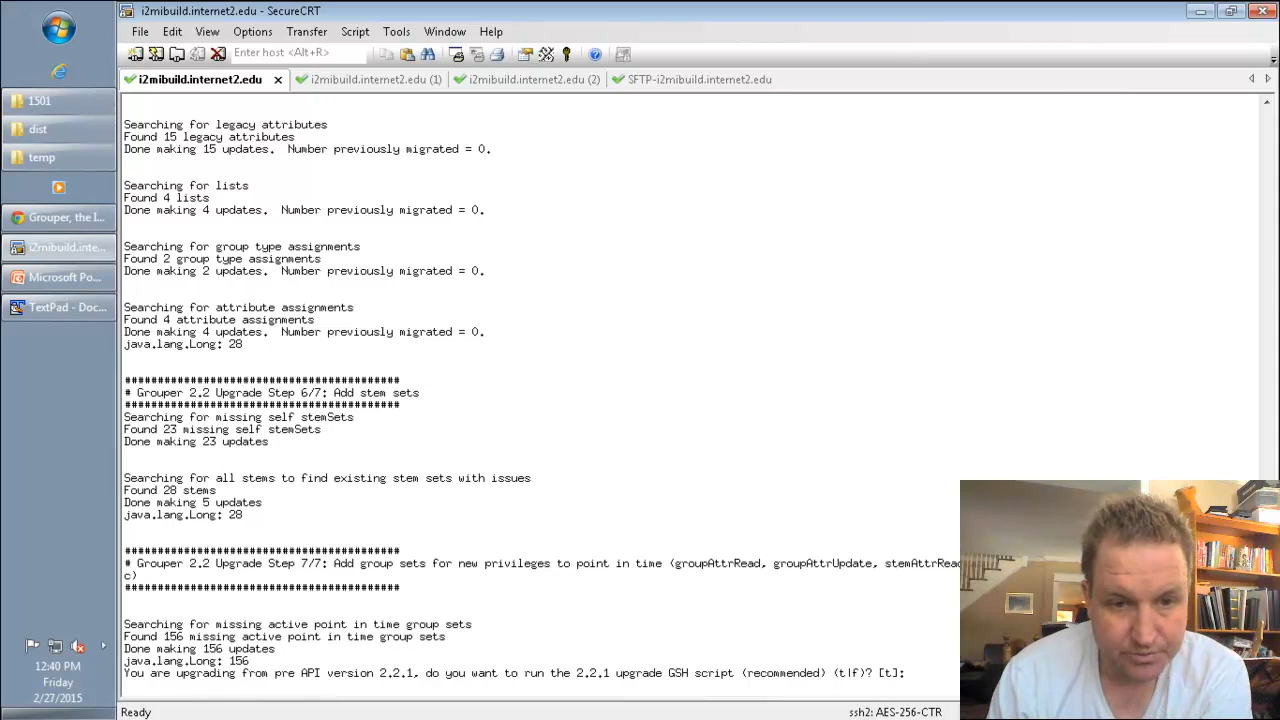 i2mibuild.internet2.edu - SecureCRT
File Edit View Options Transfer Script Tools Window Help
Enter host <Alt+R>
i2mibuild.internet2.edu
i2mibuild.internet2.edu (1)
i2mibuild.internet2.edu (2)
SFTP-i2mibuild.internet2.edu
1501
dist
temp
Grouper, the I...
i2mibuild.inte...
Microsoft Po...
TextPad - Doc...
Searching for legacy attributes
Found 15 legacy attributes
Done making 15 updates.  Number previously migrated = 0.
Searching for lists
Found 4 lists
Done making 4 updates.  Number previously migrated = 0.
Searching for group type assignments
Found 2 group type assignments
Done making 2 updates.  Number previously migrated = 0.
Searching for attribute assignments
Found 4 attribute assignments
Done making 4 updates.  Number previously migrated = 0.
java.lang.Long: 28
##########################################
# Grouper 2.2 Upgrade Step 6/7: Add stem sets
##########################################
Searching for missing self stemSets
Found 23 missing self stemSets
Done making 23 updates
Searching for all stems to find existing stem sets with issues
Found 28 stems
Done making 5 updates
java.lang.Long: 28
##########################################
# Grouper 2.2 Upgrade Step 7/7: Add group sets for new privileges to point in time (groupAttrRead, groupAttrUpdate, stemAttrRead
c)
##########################################
Searching for missing active point in time group sets
Found 156 missing active point in time group sets
Done making 156 updates
java.lang.Long: 156
You are upgrading from pre API version 2.2.1, do you want to run the 2.2.1 upgrade GSH script (recommended) (t|f)? [t]:
12:40 PM
Friday
2/27/2015
Ready
ssh2: AES-256-CTR